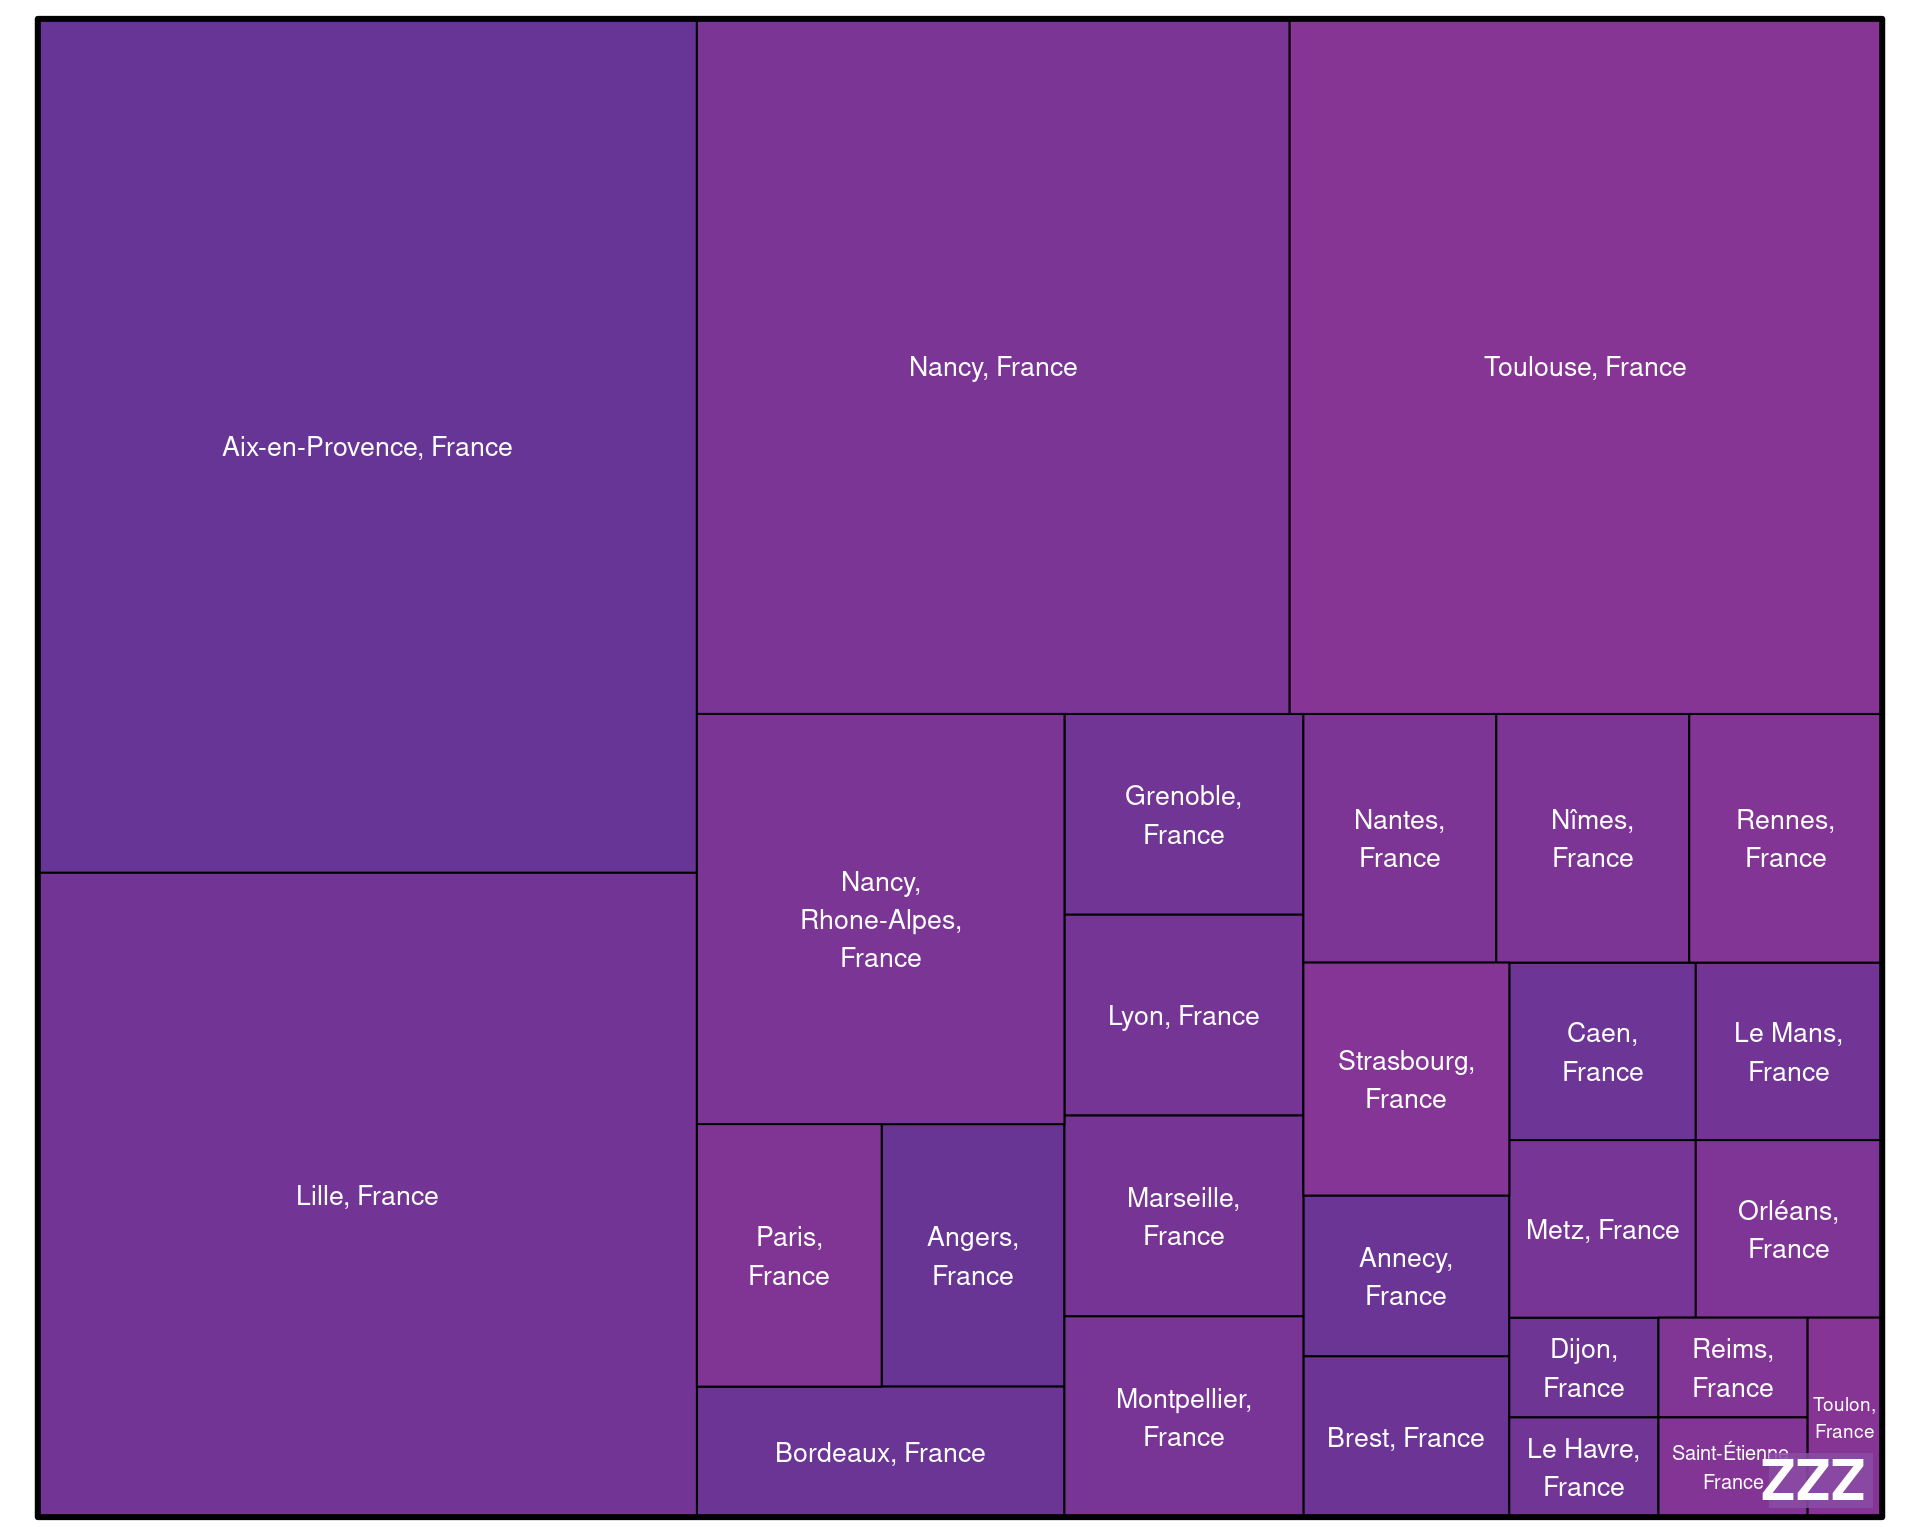 Aix-en-Provence, France
Nancy, France
Toulouse, France
Lille, France
Nancy,
Rhone-Alpes,
France
Grenoble,
France
Lyon, France
Marseille,
France
Montpellier,
France
Paris,
France
Angers,
France
Bordeaux, France
Nantes,
France
Nîmes,
France
Rennes,
France
Strasbourg,
France
Caen,
France
Le Mans,
France
Annecy,
France
Brest, France
Metz, France
Orléans,
France
Dijon,
France
Reims,
France
Le Havre,
France
Saint-Étienne,
France
Toulon,
France
ZZZ